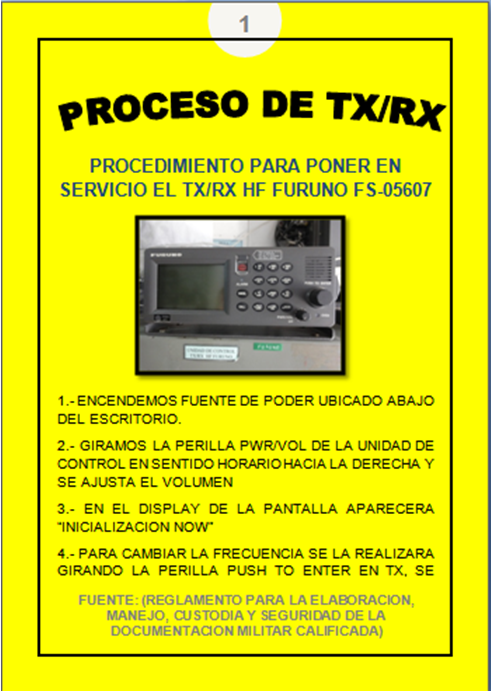 1
PROCESO DE TX/RX
PROCEDIMIENTO PARA PONER EN
SERVICIO EL TX/RX HF FURUNO FS-05607
FURUNO
FUTURE
1.- ENCENDEMOS FUENTE DE PODER UBICADO ABAJO
DEL ESCRITORIO.
2.- GIRAMOS LA PERILLA PWR/VOL DE LA UNIDAD DE
CONTROL EN SENTIDO HORARIO HACIA LA DERECHA Y
SE AJUSTA EL VOLUMEN
3.- EN EL DISPLAY DE LA PANTALLA APARECERA
“INICIALIZACION NOW”
4.- PARA CAMBIAR LA FRECUENCIA SE LA REALIZARA
GIRANDO LA PERILLA PUSH TO ENTER EN TX, SE
FUENTE: (REGLAMENTO PARA LA ELABORACION,
MANEJO, CUSTODIA Y SEGURIDAD DE LA
DOCUMENTACION MILITAR CALIFICADA)